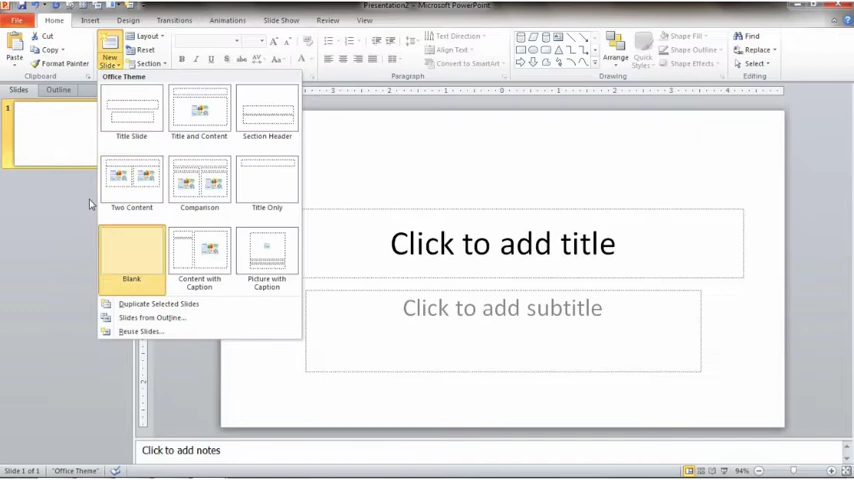 Presentation2 - Microsoft PowerPoint
File Home Insert Design Transitions Animations Slide Show Review View
Paste
Cut
Copy
Format Painter
Clipboard
New
Slide
Layout
Reset
Section
B I U S abc AV Aa A
Text Direction
Align Text
Convert to SmartArt
Paragraph
Arrange
Quick
Styles
Shape Fill
Shape Outline
Shape Effects
Drawing
Find
Replace
Select
Editing
Slides Outline
1
Office Theme
Title Slide Title and Content Section Header
Two Content Comparison Title Only
Blank Content with
Caption Picture with
Caption
Duplicate Selected Slides
Slides from Outline...
Reuse Slides...
Click to add title
Click to add subtitle
Click to add notes
Slide 1 of 1 "Office Theme" 94%